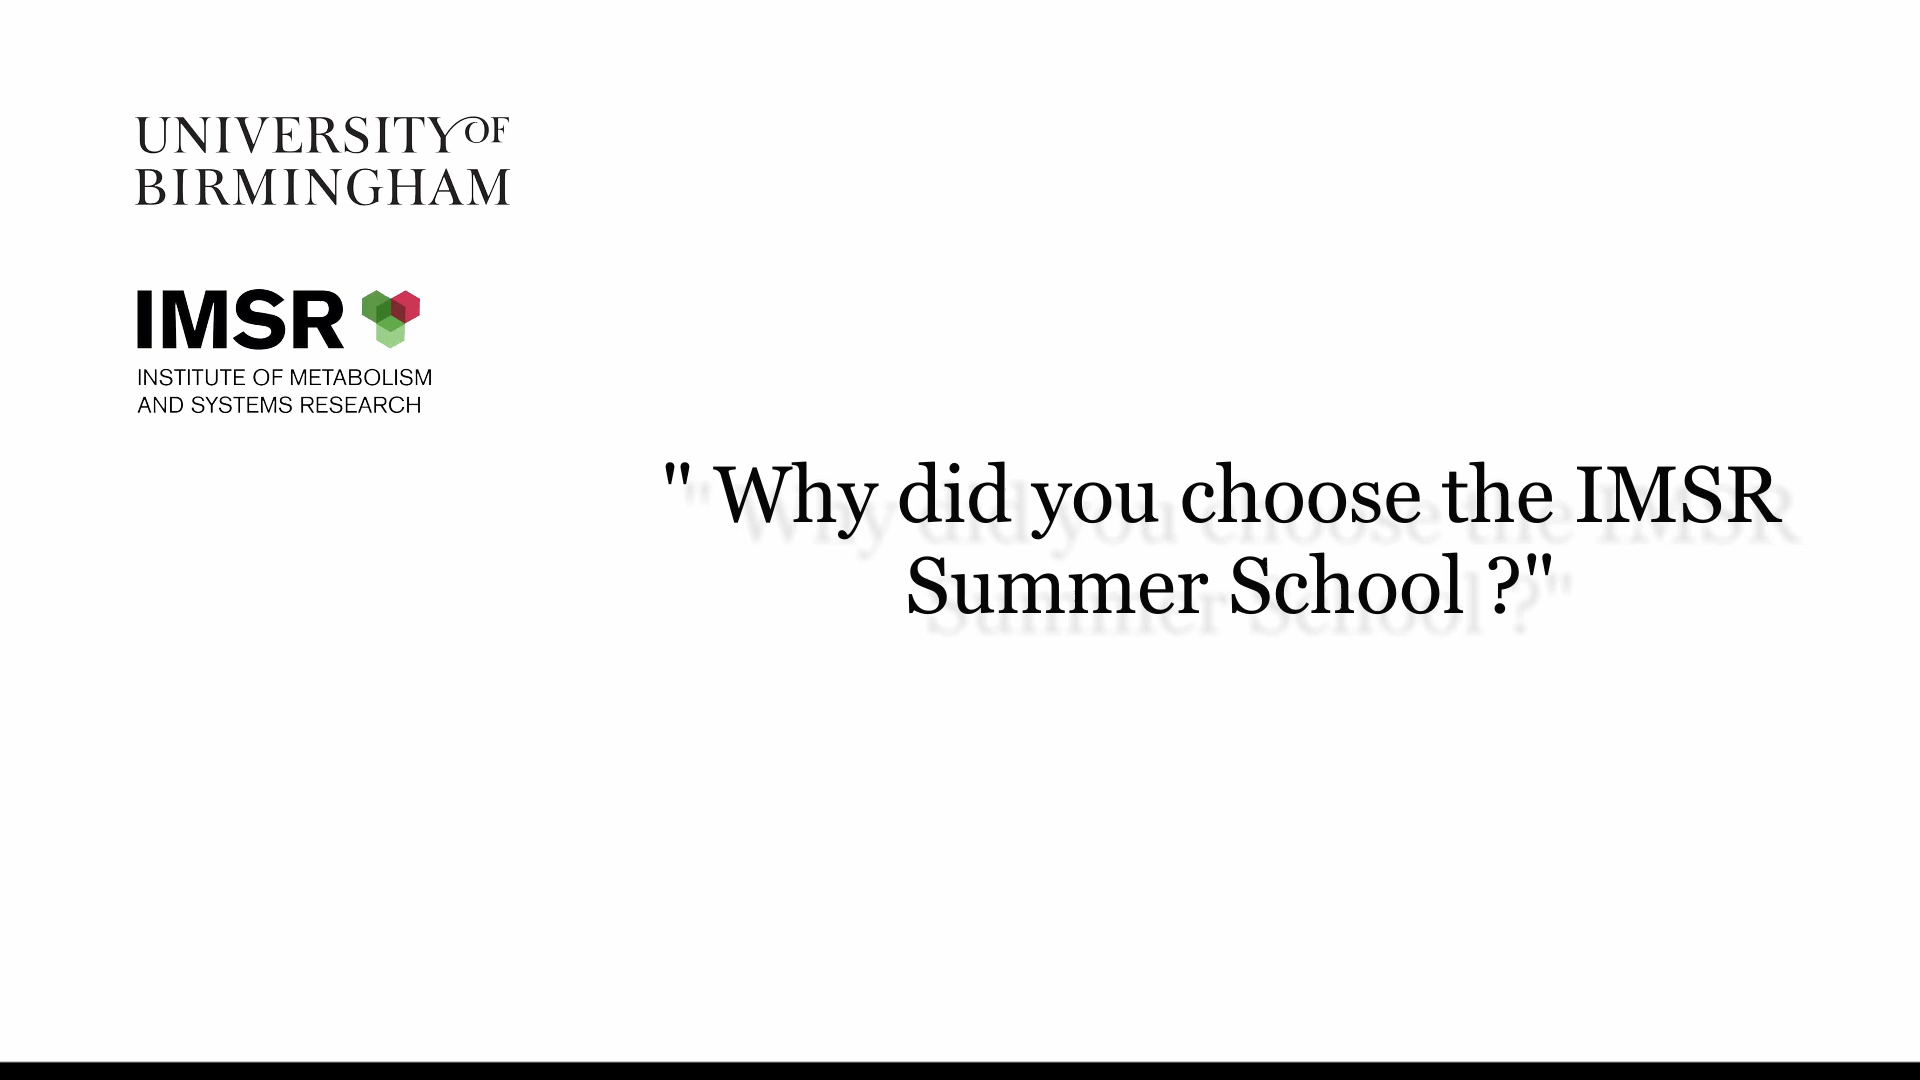 UNIVERSITY OF
BIRMINGHAM
IMSR
INSTITUTE OF METABOLISM
AND SYSTEMS RESEARCH
" Why did you choose the IMSR
Summer School ?"